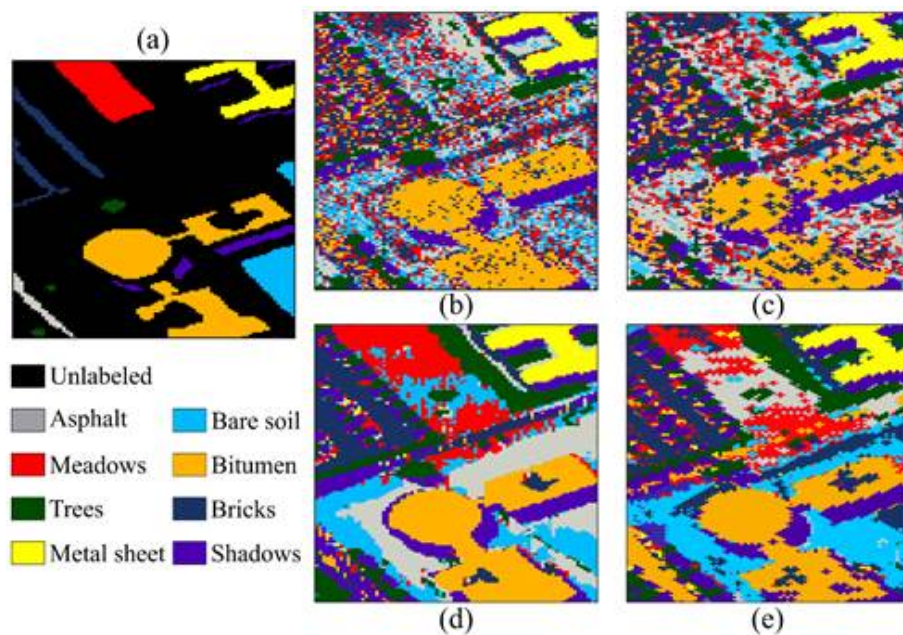 (a)
(b)
(c)
Unlabeled
Asphalt
Bare soil
Meadows
Bitumen
Trees
Bricks
Metal sheet
Shadows
(d)
(e)